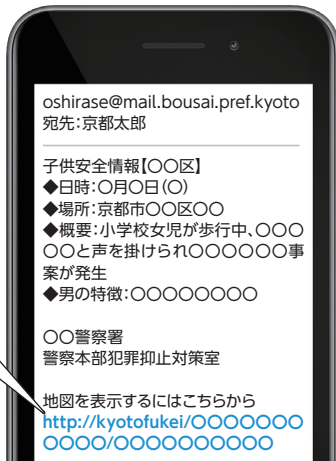 oshirase@mail.bousai.pref.kyoto
宛先:京都太郎
子供安全情報【〇〇区】
◆日時:〇月〇日(〇)
◆場所:京都市〇〇区〇〇
◆概要:小学校女児が歩行中、〇〇〇
〇〇と声を掛けられ〇〇〇〇〇〇事
案が発生
◆男の特徴:〇〇〇〇〇〇〇〇
〇〇警察署
警察本部犯罪抑止対策室
地図を表示するにはこちらから
http://kyotofukei/〇〇〇〇〇〇〇
〇〇〇〇/〇〇〇〇〇〇〇〇〇〇